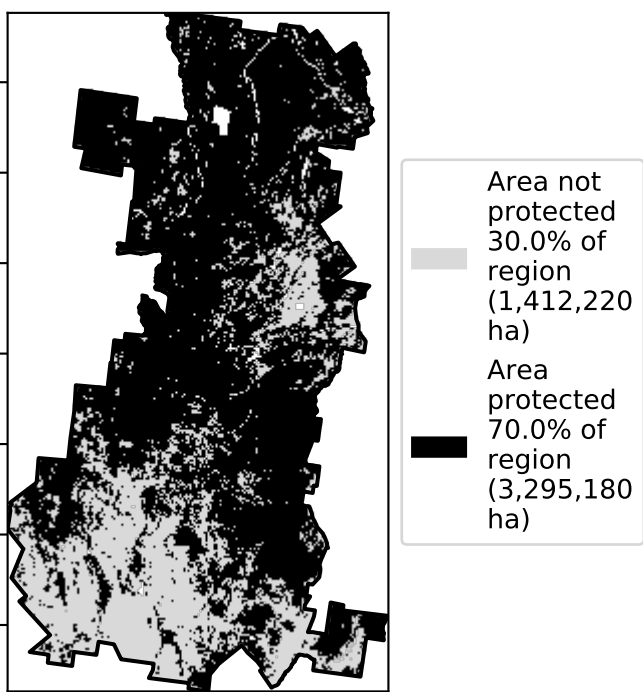 Area not
protected
30.0% of
region
(1,412,220
ha)
Area
protected
70.0% of
region
(3,295,180
ha)